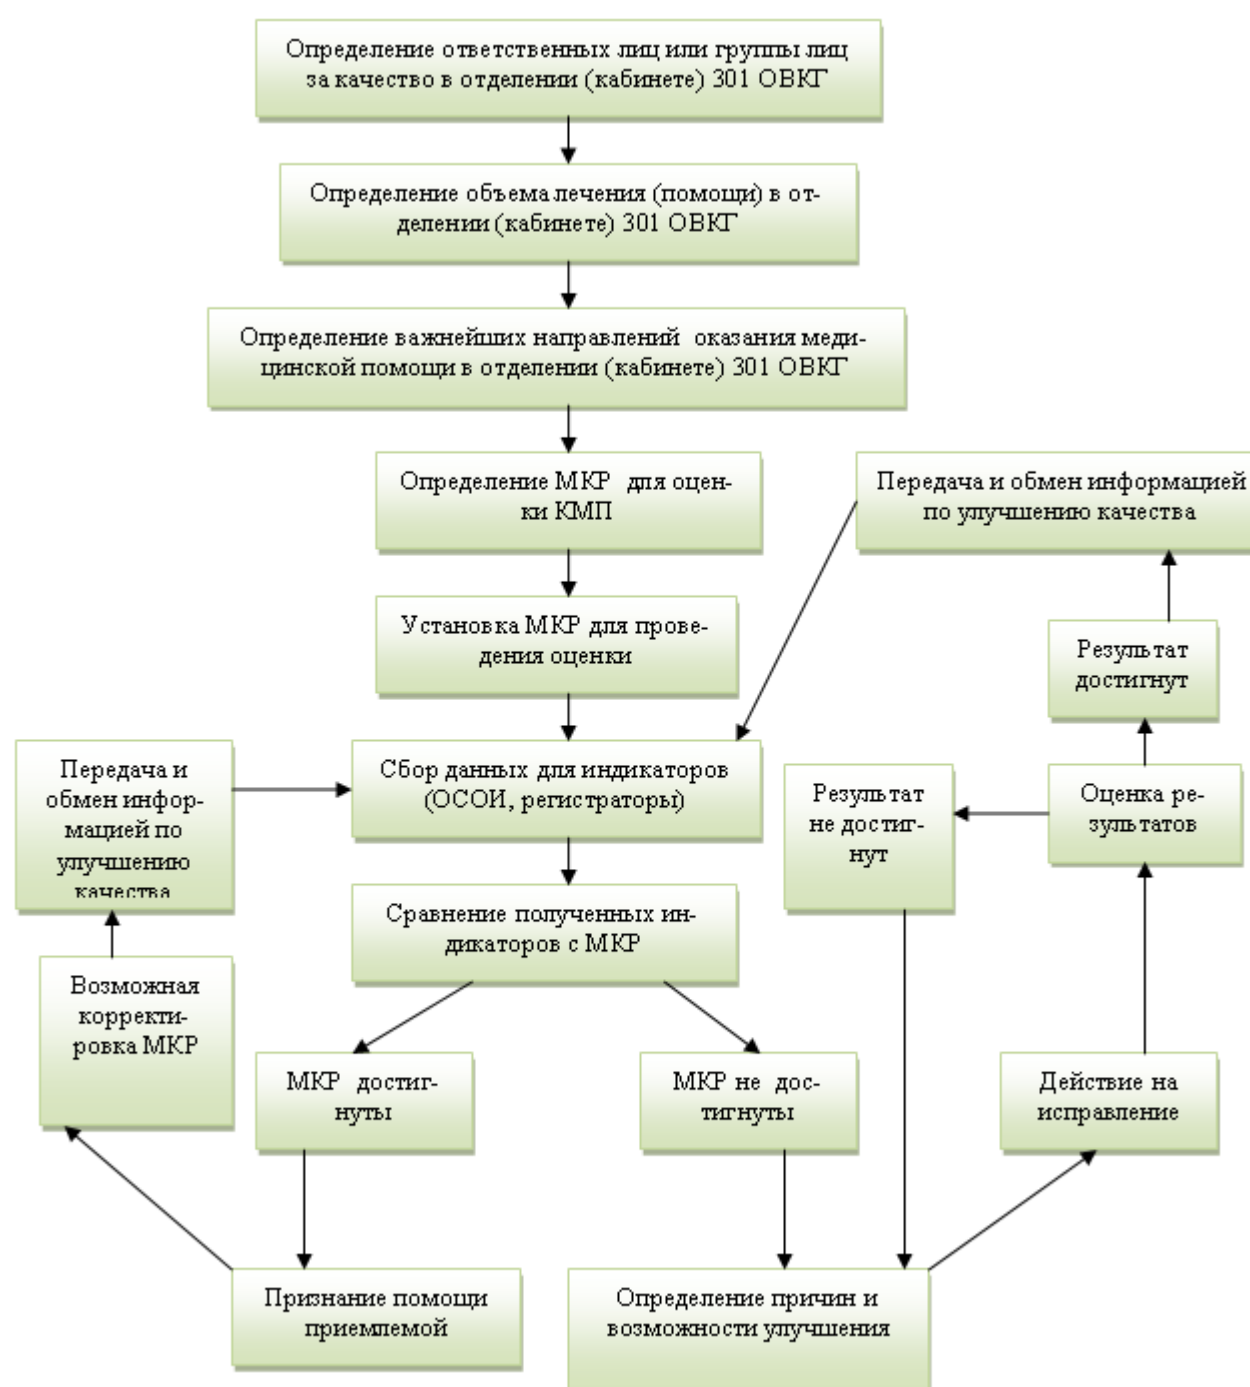 Определение ответственных лиц или группы лиц
за качество в отделении (кабинете) 301 ОВКГ
Определение объема лечения (помощи) в от-
делении (кабинете) 301 ОВКГ
Определение важнейших направлений оказания меди-
цинской помощи в отделении (кабинете) 301 ОВКГ
Определение МКР для оцен-
ки КМП
Передача и обмен информацией
по улучшению качества
Установка МКР для прове-
дения оценки
Результат
достигнут
Передача и
обмен инфор-
мацией по
улучшению
качества
Сбор данных для индикаторов
(ОСОИ, регистраторы)
Результат
не достиг-
нут
Оценка ре-
зультатов
Сравнение полученных ин-
дикаторов с МКР
Возможная
корректи-
ровка МКР
МКР достиг-
нуты
МКР не дос-
тигнуты
Действие на
исправление
Признание помощи
приемлемой
Определение причин и
возможности улучшения